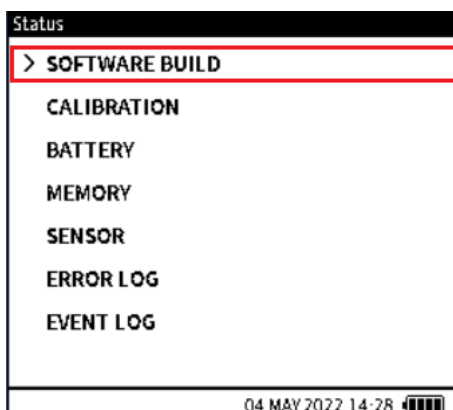 Status
> SOFTWARE BUILD
CALIBRATION
BATTERY
MEMORY
SENSOR
ERROR LOG
EVENT LOG
04 MAY 2022 14:28